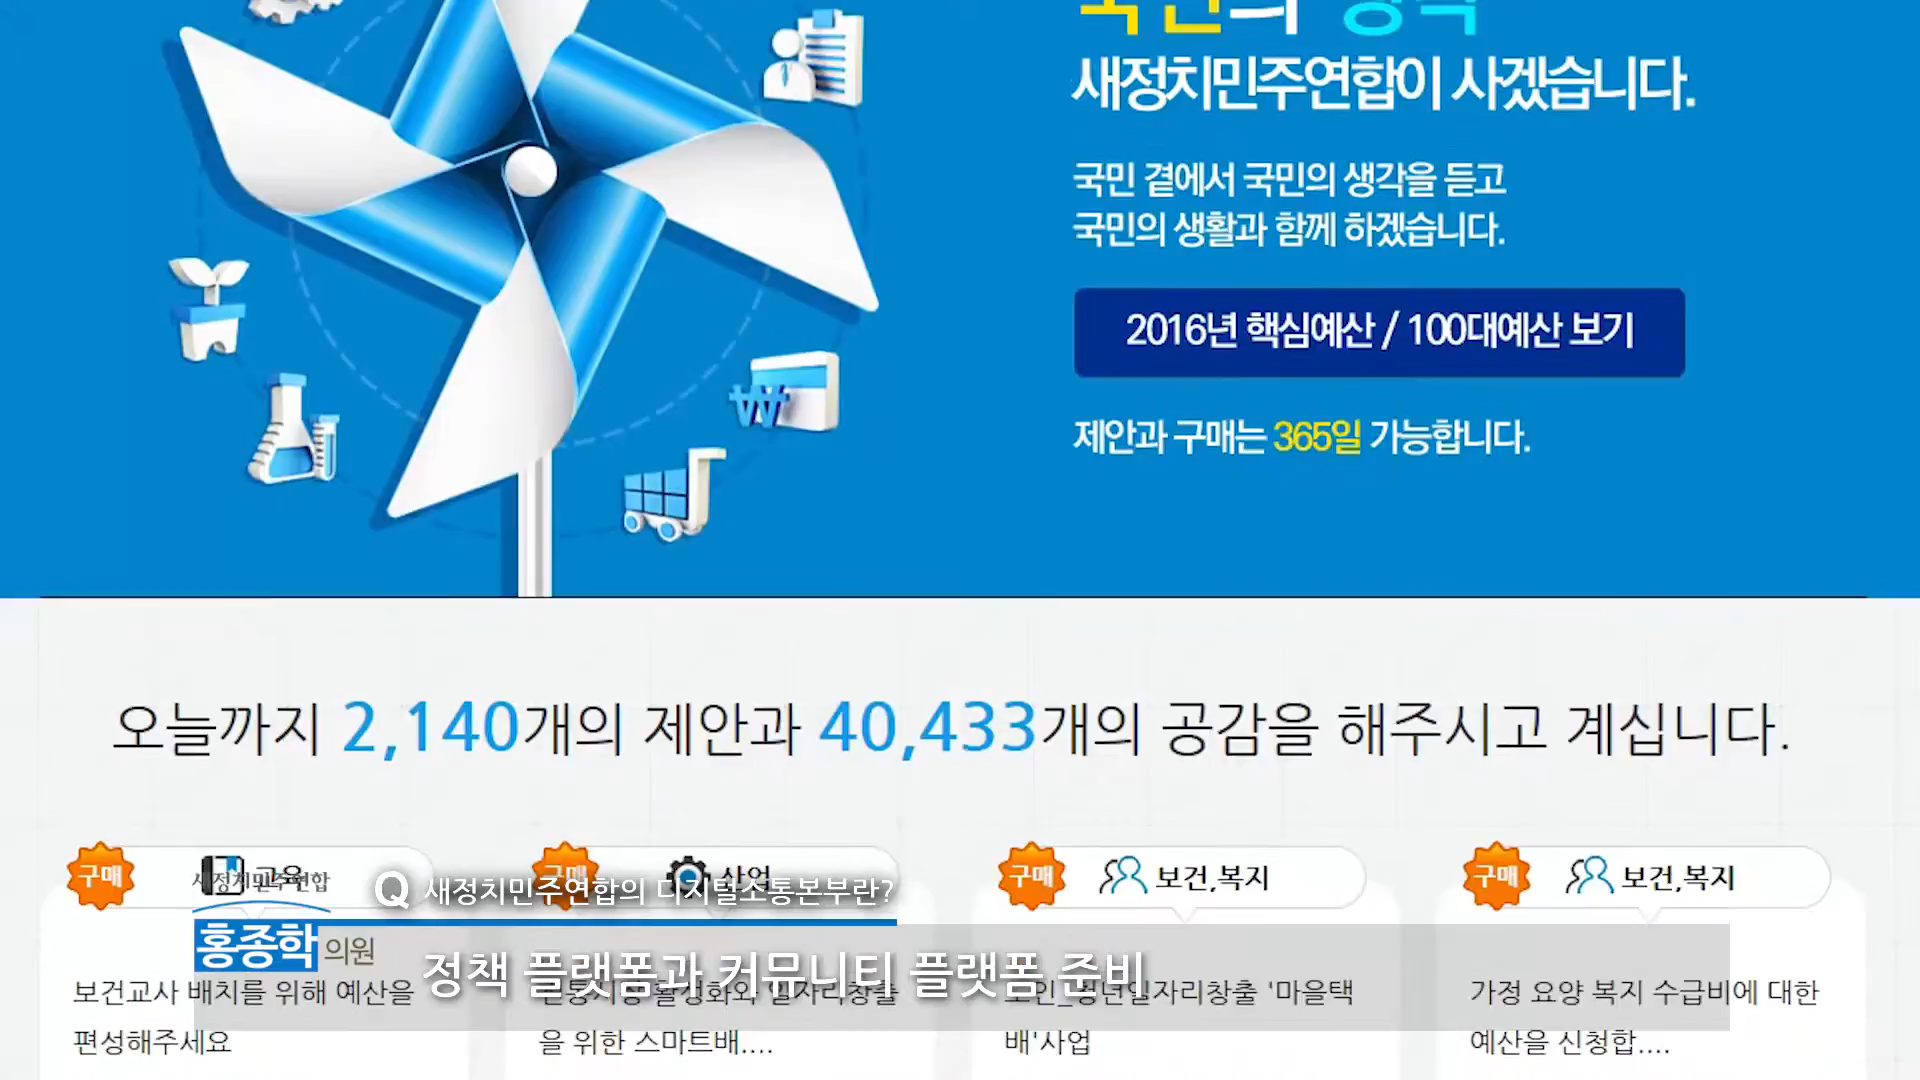 새정치민주연합이 사겠습니다.
국민 곁에서 국민의 생각을 듣고
국민의 생활과 함께 하겠습니다.
2016년 핵심예산 / 100대예산 보기
제안과 구매는 365일 가능합니다.
오늘까지 2,140개의 제안과 40,433개의 공감을 해주시고 계십니다.
구매 교육
구매 산업
구매 보건,복지
구매 보건,복지
새정치민주연합
Q 새정치민주연합의 디지털소통본부란?
홍종학 의원
정책 플랫폼과 커뮤니티 플랫폼 준비
보건교사 배치를 위해 예산을
편성해주세요
을 위한 스마트배....
'마을택
배'사업
가정 요양 복지 수급비에 대한
예산을 신청합....